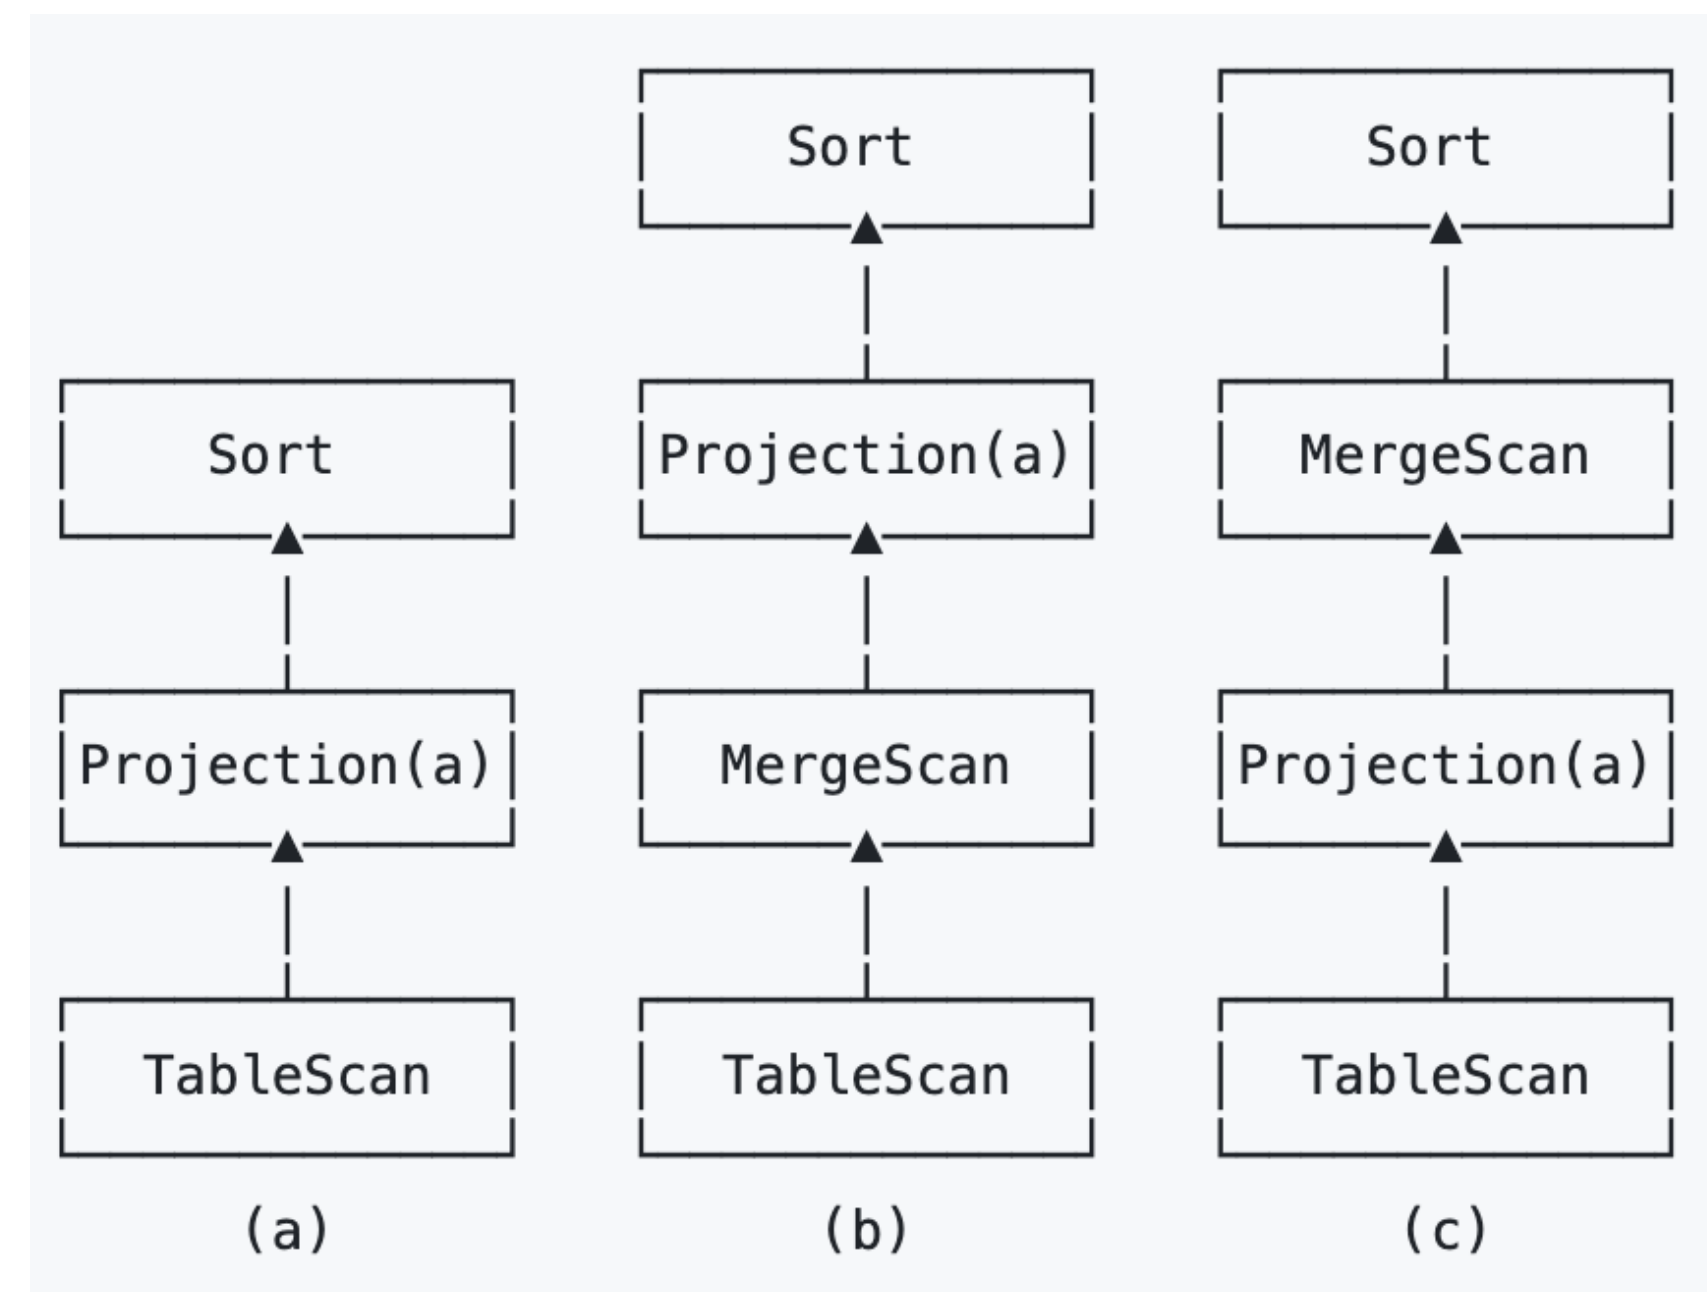 Sort Sort
Sort Projection(a) MergeScan
Projection(a) MergeScan Projection(a)
TableScan TableScan TableScan
(a) (b) (c)